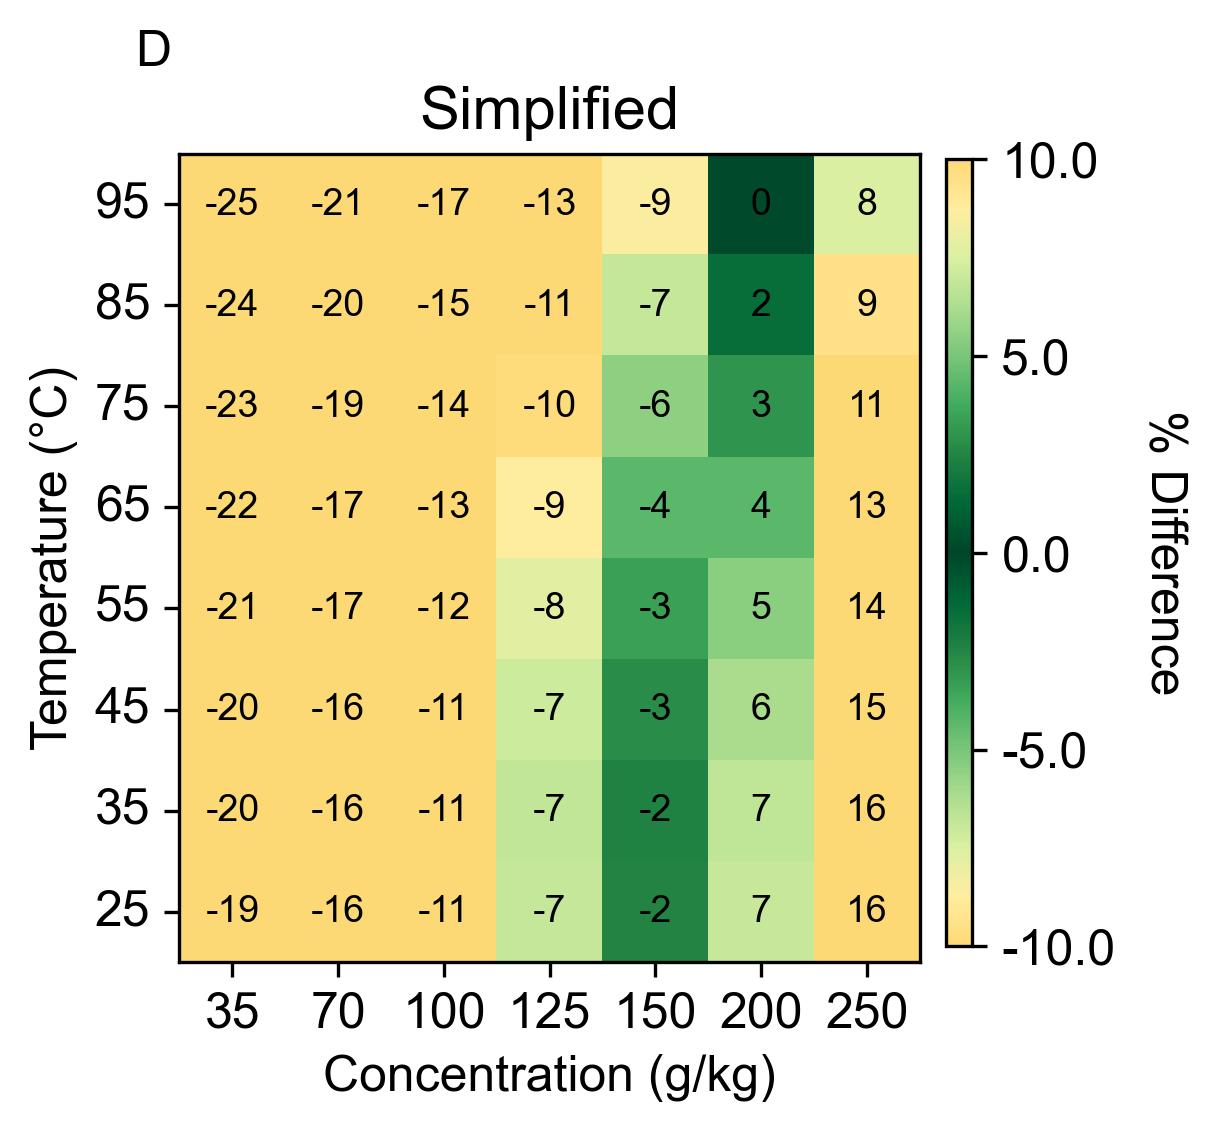 D
Simplified
95 -25 -21 -17 -13 -9 0 8
85 -24 -20 -15 -11 -7 2 9
75 -23 -19 -14 -10 -6 3 11
65 -22 -17 -13 -9 -4 4 13
55 -21 -17 -12 -8 -3 5 14
45 -20 -16 -11 -7 -3 6 15
35 -20 -16 -11 -7 -2 7 16
25 -19 -16 -11 -7 -2 7 16
35 70 100 125 150 200 250
Concentration (g/kg)
Temperature (°C)
10.0
5.0
0.0
-5.0
-10.0
% Difference